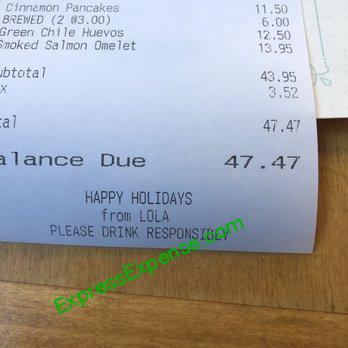 Cinnamon Pancakes 11.50
BREWED (2 @3.00) 6.00
Green Chile Huevos 12.50
Smoked Salmon Omelet 13.95
ubtotal 43.95
X 3.52
tal 47.47
alance Due 47.47
HAPPY HOLIDAYS
from LOLA
PLEASE DRINK RESPONSIBLY
ExpressExpense.com